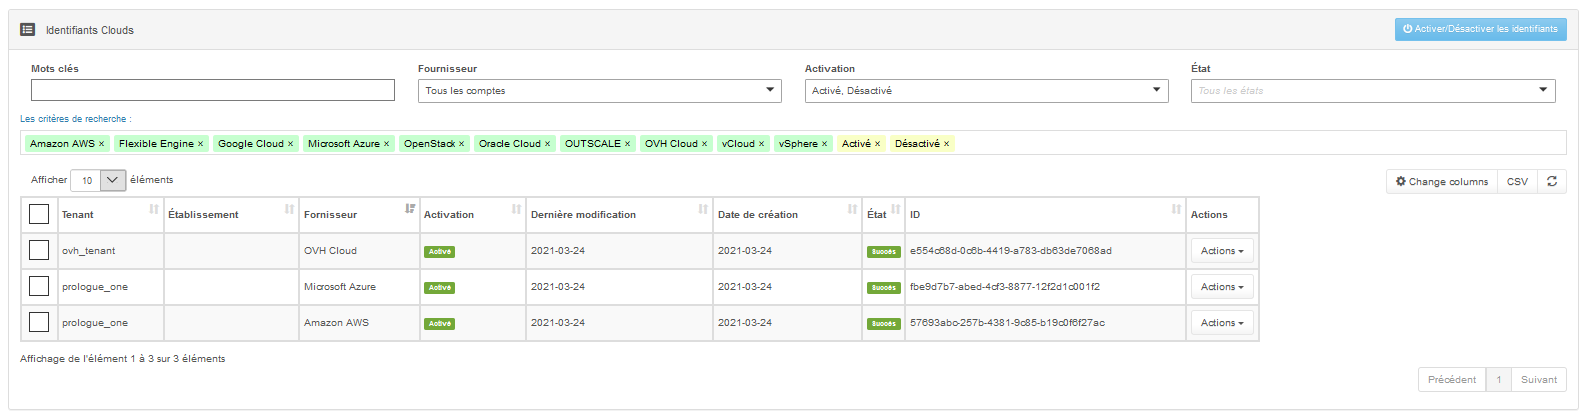 Identifiants Clouds
Activer/Désactiver les identifiants
Mots clés Fournisseur Activation État
Tous les comptes Activé, Désactivé Tous les états
Les critères de recherche :
Amazon AWS × Flexible Engine × Google Cloud × Microsoft Azure × OpenStack × Oracle Cloud × OUTSCALE × OVH Cloud × vCloud × vSphere × Activé × Désactivé ×
Afficher 10 éléments Change columns CSV
Tenant Établissement Fornisseur Activation Dernière modification Date de création État ID Actions
ovh_tenant OVH Cloud Activé 2021-03-24 2021-03-24 Succès e554c68d-0c6b-4419-a783-db63de7068ad Actions
prologue_one Microsoft Azure Activé 2021-03-24 2021-03-24 Succès fbe9d7b7-abed-4cf3-8877-12f2d1c001f2 Actions
prologue_one Amazon AWS Activé 2021-03-24 2021-03-24 Succès 57693abc-257b-4381-9c85-b19c0f6f27ac Actions
Affichage de l'élément 1 à 3 sur 3 éléments
Précédent 1 Suivant